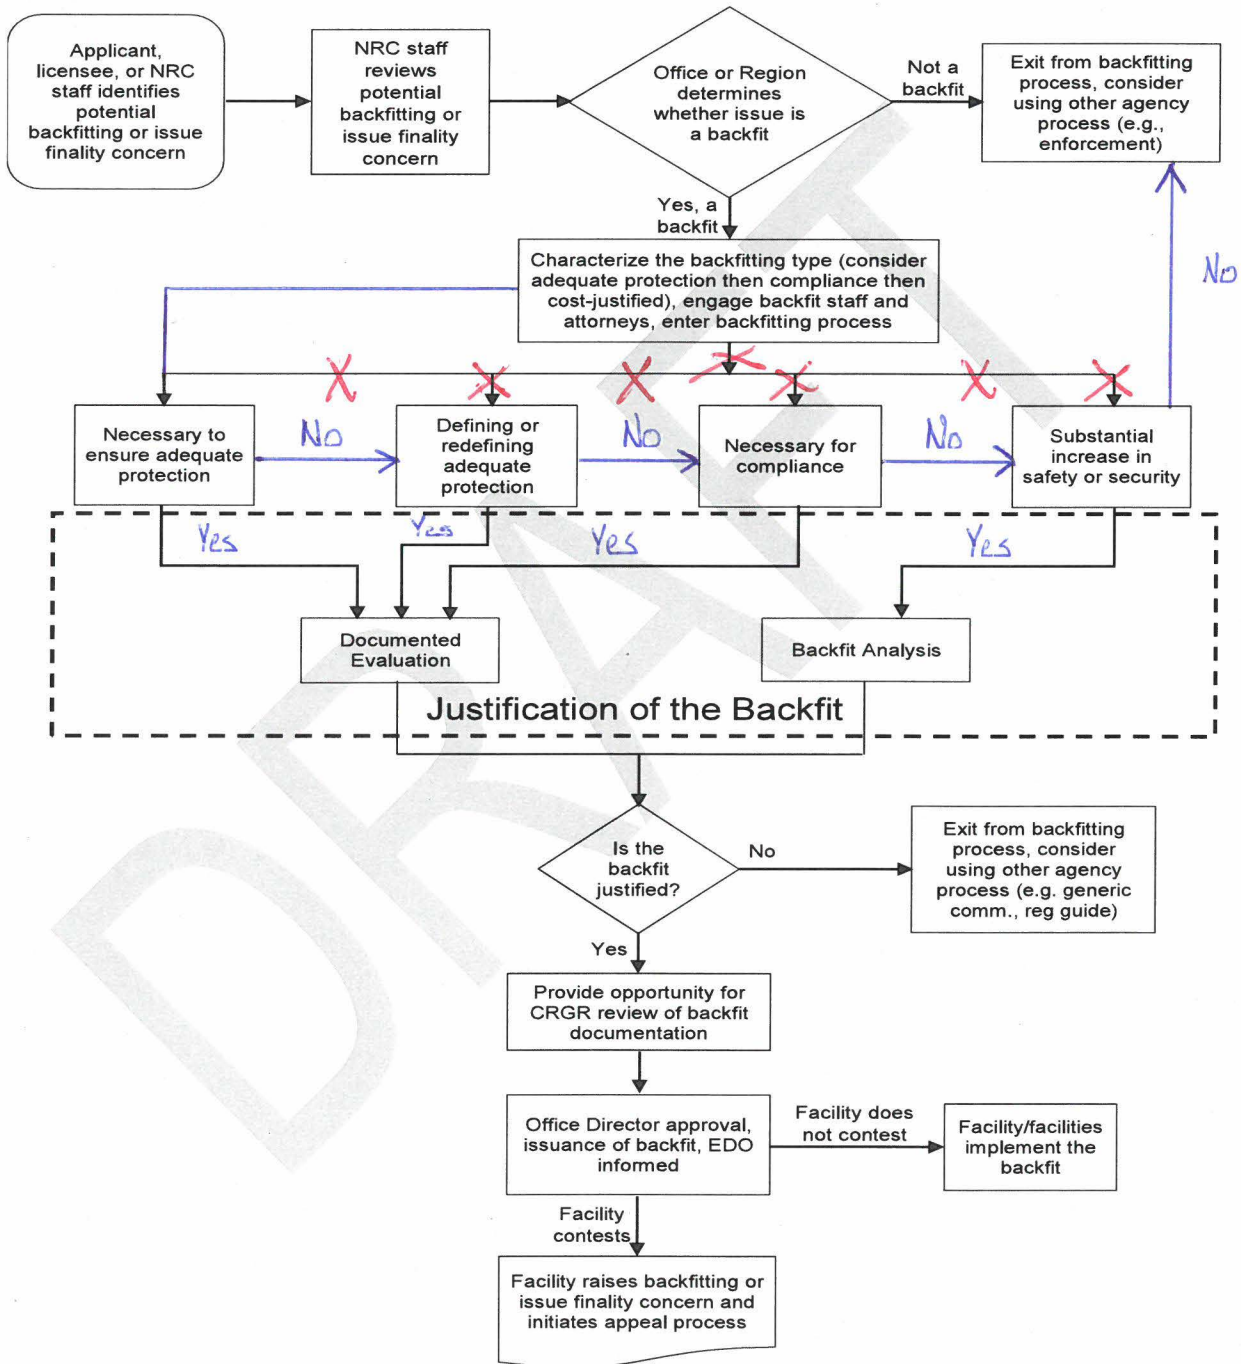 Applicant,
licensee, or NRC
staff identifies
potential
backfitting or issue
finality concern
NRC staff
reviews
potential
backfitting or
issue finality
concern
Office or Region
determines
whether issue is
a backfit
Not a
backfit
Exit from backfitting
process, consider
using other agency
process (e.g.,
enforcement)
Yes, a
backfit
No
Characterize the backfitting type (consider
adequate protection then compliance then
cost-justified), engage backfit staff and
attorneys, enter backfitting process
X
X
X
X
X
X
X
Necessary to
ensure adequate
protection
No
Defining or
redefining
adequate
protection
No
Necessary for
compliance
No
Substantial
increase in
safety or security
Yes
Yes
Yes
Yes
Documented
Evaluation
Backfit Analysis
Justification of the Backfit
Is the
backfit
justified?
No
Exit from backfitting
process, consider
using other agency
process (e.g. generic
comm., reg guide)
Yes
Provide opportunity for
CRGR review of backfit
documentation
Office Director approval,
issuance of backfit, EDO
informed
Facility does
not contest
Facility/facilities
implement the
backfit
Facility
contests
Facility raises backfitting or
issue finality concern and
initiates appeal process
DRAFT